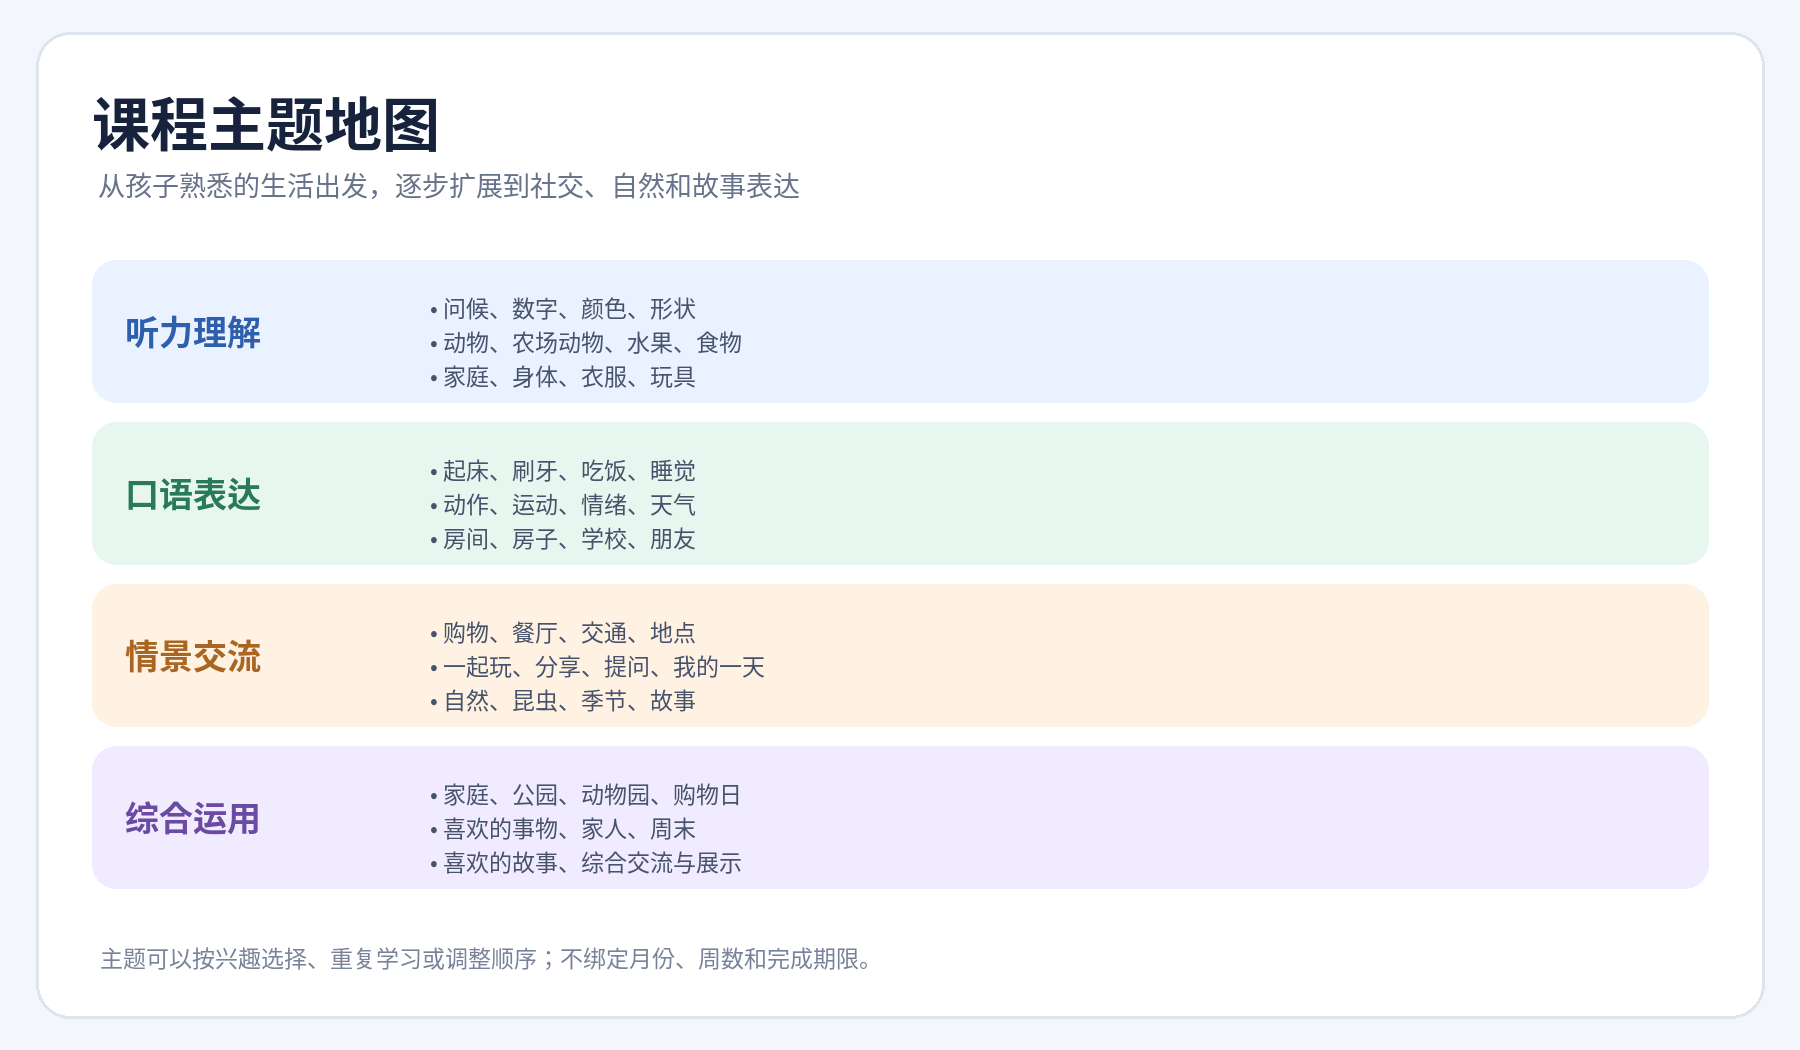 课程主题地图
从孩子熟悉的生活出发，逐步扩展到社交、自然和故事表达
听力理解
• 问候、数字、颜色、形状
• 动物、农场动物、水果、食物
• 家庭、身体、衣服、玩具
口语表达
• 起床、刷牙、吃饭、睡觉
• 动作、运动、情绪、天气
• 房间、房子、学校、朋友
情景交流
• 购物、餐厅、交通、地点
• 一起玩、分享、提问、我的一天
• 自然、昆虫、季节、故事
综合运用
• 家庭、公园、动物园、购物日
• 喜欢的事物、家人、周末
• 喜欢的故事、综合交流与展示
主题可以按兴趣选择、重复学习或调整顺序；不绑定月份、周数和完成期限。